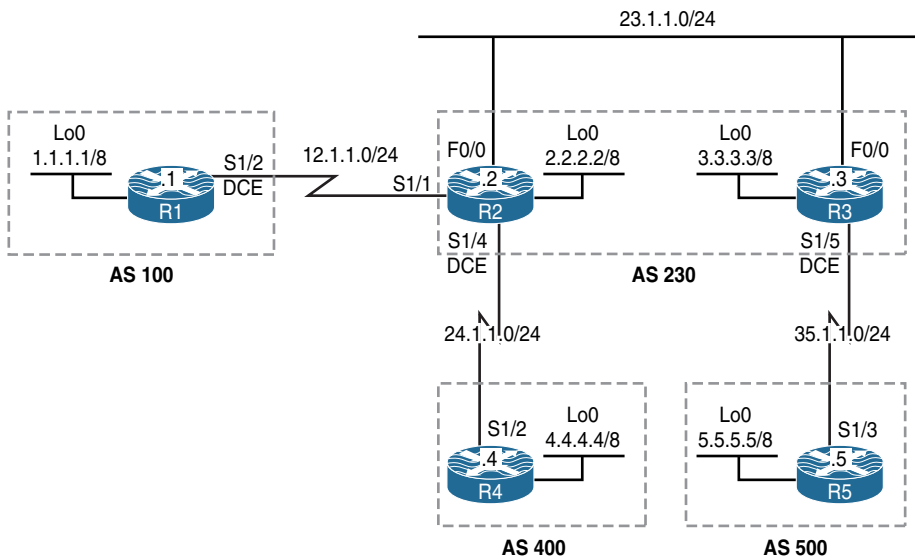 23.1.1.0/24
Lo0
1.1.1.1/8
S1/2
DCE
.1
R1
AS 100
12.1.1.0/24
S1/1
F0/0
.2
R2
Lo0
2.2.2.2/8
S1/4
DCE
AS 230
Lo0
3.3.3.3/8
F0/0
.3
R3
S1/5
DCE
24.1.1.0/24
35.1.1.0/24
S1/2
.4
R4
Lo0
4.4.4.4/8
AS 400
Lo0
5.5.5.5/8
S1/3
.5
R5
AS 500